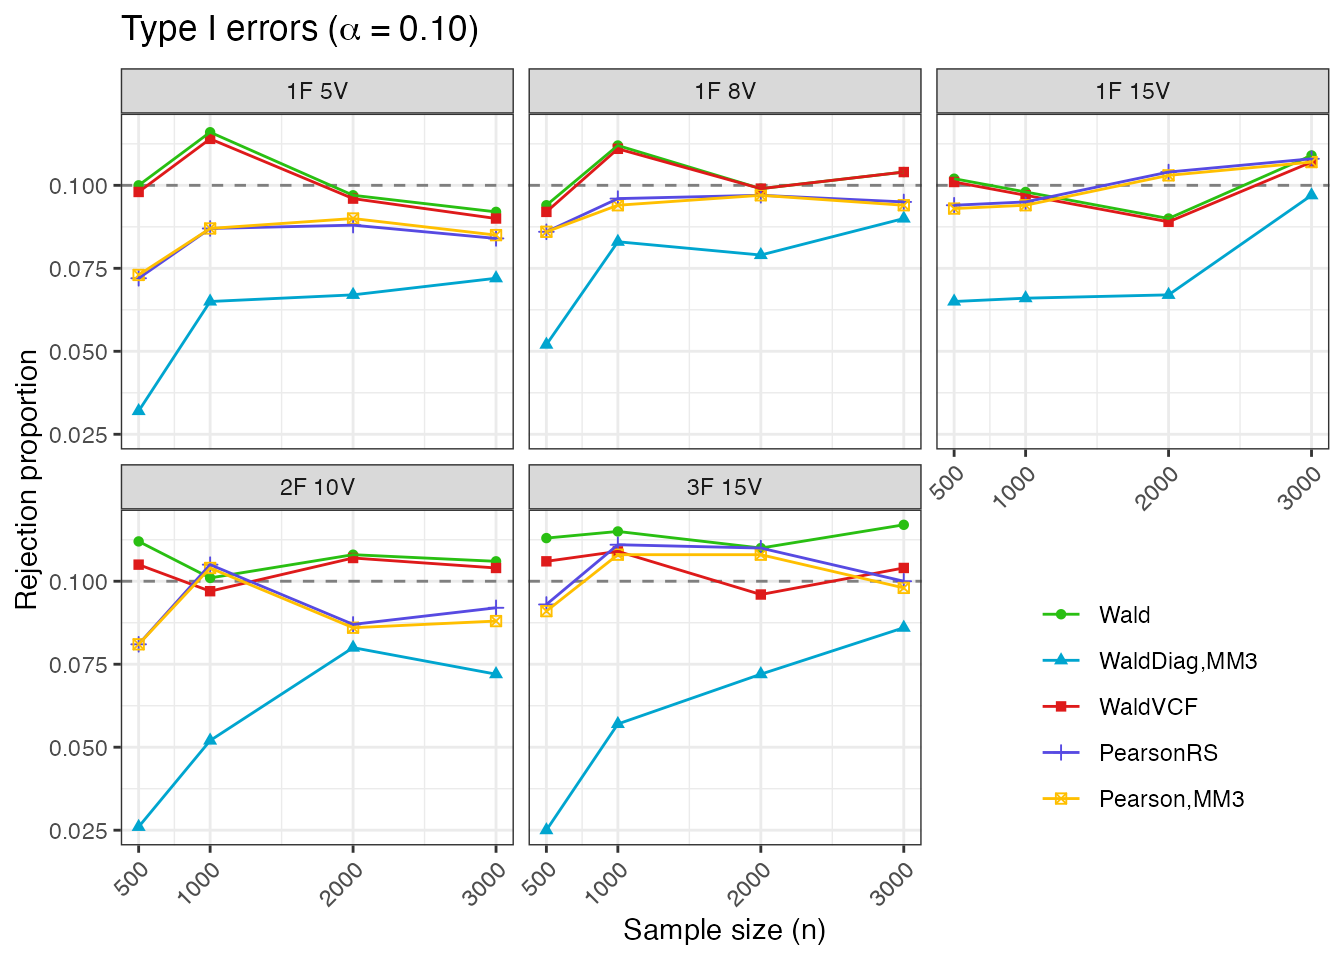 Type I errors (α = 0.10)
1F 5V
1F 8V
1F 15V
0.100
0.075
0.050
0.025
500
1000
2000
3000
Rejection proportion
2F 10V
3F 15V
0.100
0.075
0.050
0.025
500
1000
2000
3000
500
1000
2000
3000
Sample size (n)
Wald
WaldDiag,MM3
WaldVCF
PearsonRS
Pearson,MM3